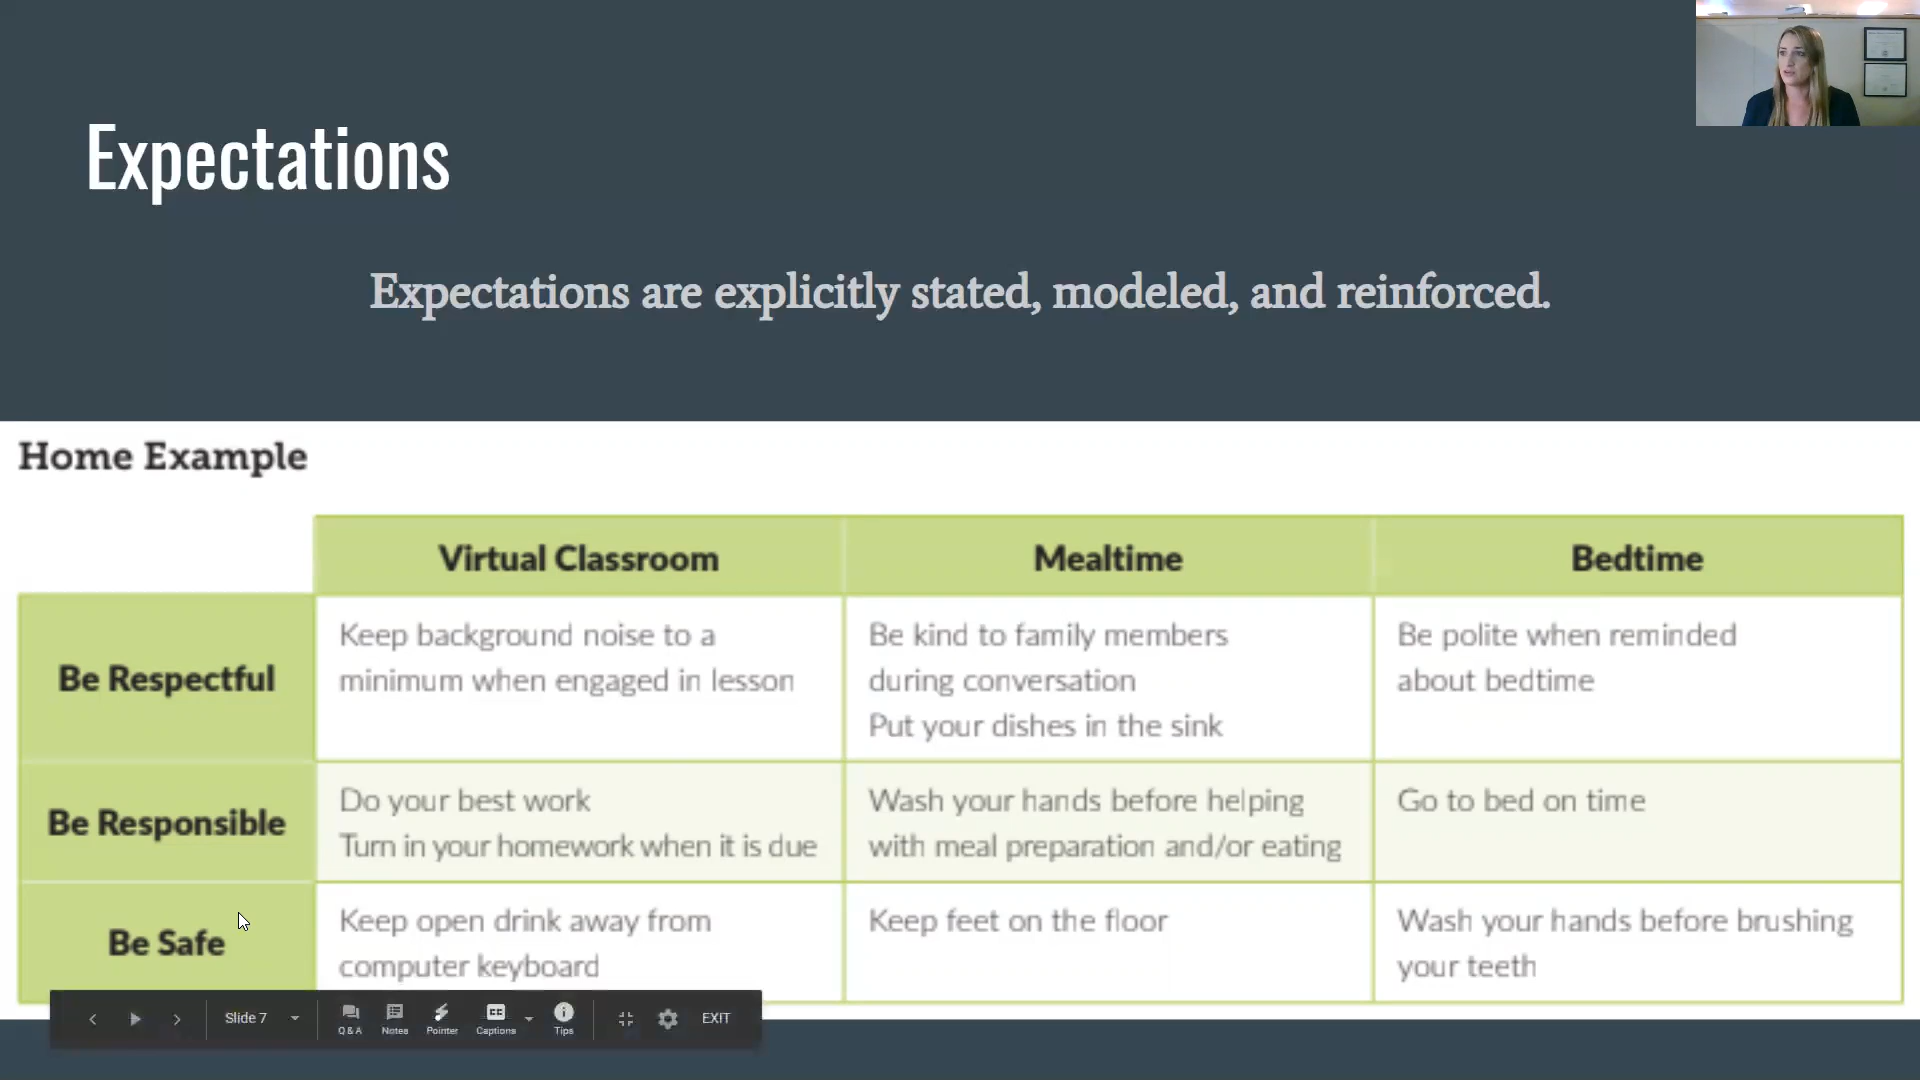 Expectations
Expectations are explicitly stated, modeled, and reinforced.
Home Example
Virtual Classroom
Mealtime
Bedtime
Be Respectful
Keep background noise to a
minimum when engaged in lesson
Be kind to family members
during conversation
Put your dishes in the sink
Be polite when reminded
about bedtime
Be Responsible
Do your best work
Turn in your homework when it is due
Wash your hands before helping
with meal preparation and/or eating
Go to bed on time
Be Safe
Keep open drink away from
computer keyboard
Keep feet on the floor
Wash your hands before brushing
your teeth
Slide 7
Q & A
Notes
Pointer
CC
Captions
Tips
EXIT